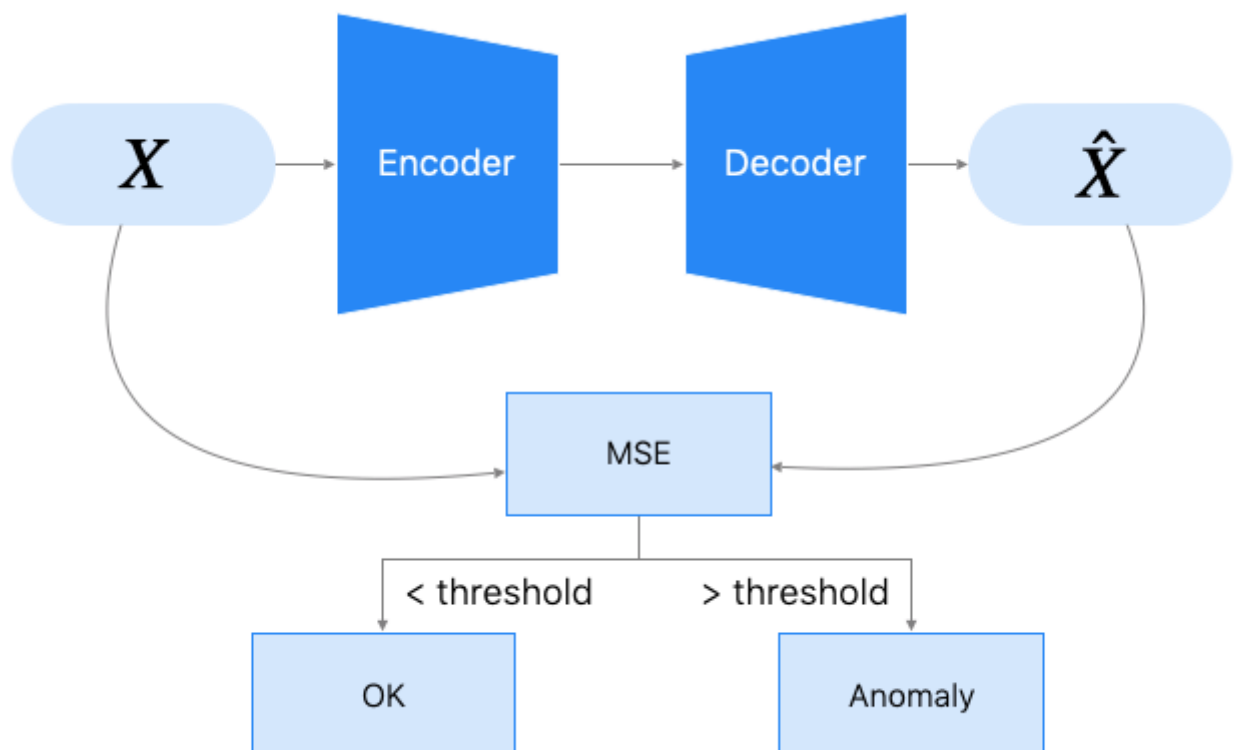 X
Encoder
Decoder
X̂
MSE
< threshold
> threshold
OK
Anomaly